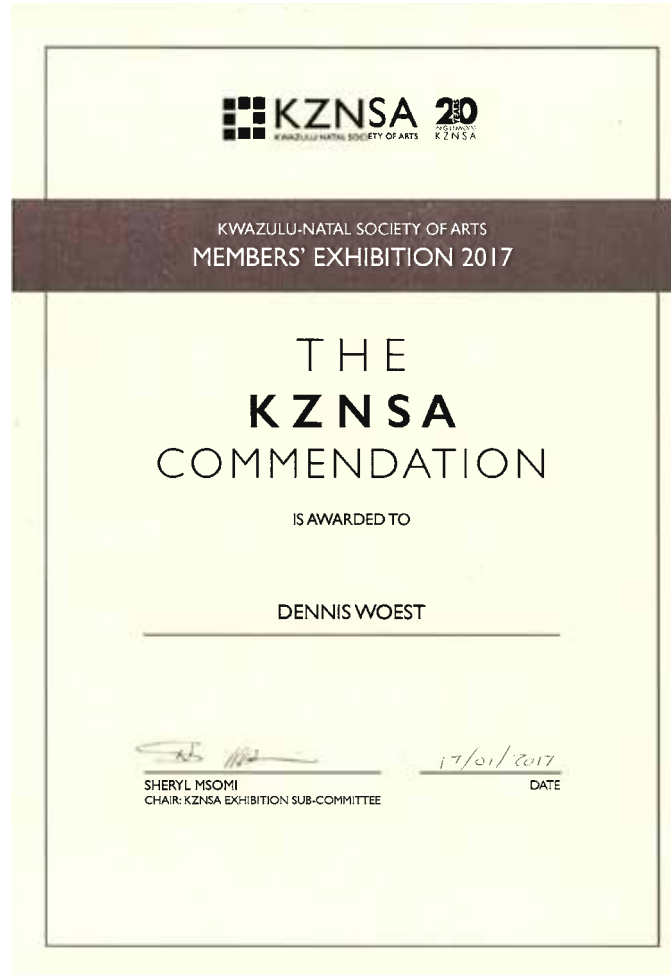 KZNSA
KWAZULU-NATAL SOCIETY OF ARTS
20
YEARS
KZNSA
KWAZULU-NATAL SOCIETY OF ARTS
MEMBERS' EXHIBITION 2017
THE
KZNSA
COMMENDATION
IS AWARDED TO
DENNIS WOEST
17/01/2017
SHERYL MSOMI
DATE
CHAIR: KZNSA EXHIBITION SUB-COMMITTEE